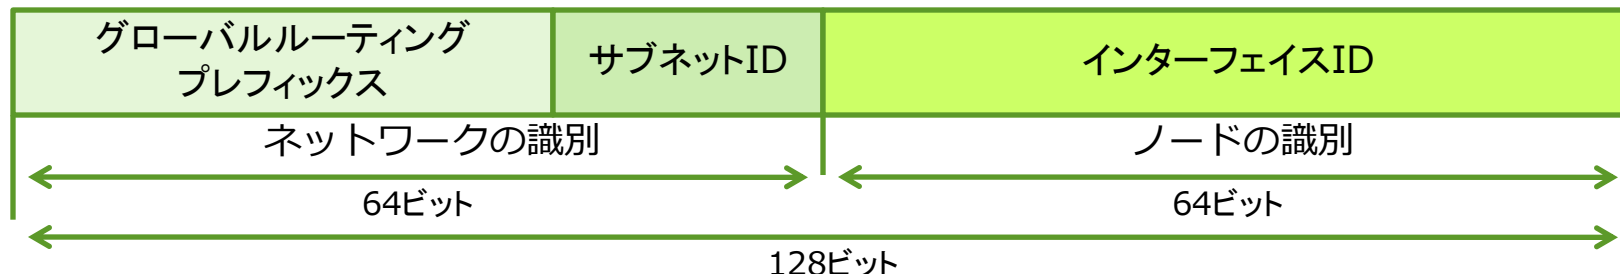 グローバルルーティング
プレフィックス
サブネットID
インターフェイスID
ネットワークの識別
ノードの識別
64ビット
64ビット
128ビット